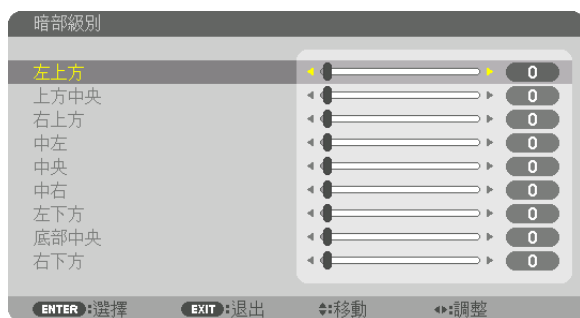 暗部級別
左上方 0
上方中央 0
右上方 0
中左 0
中央 0
中右 0
左下方 0
底部中央 0
右下方 0
ENTER:選擇 EXIT:退出 :移動 :調整